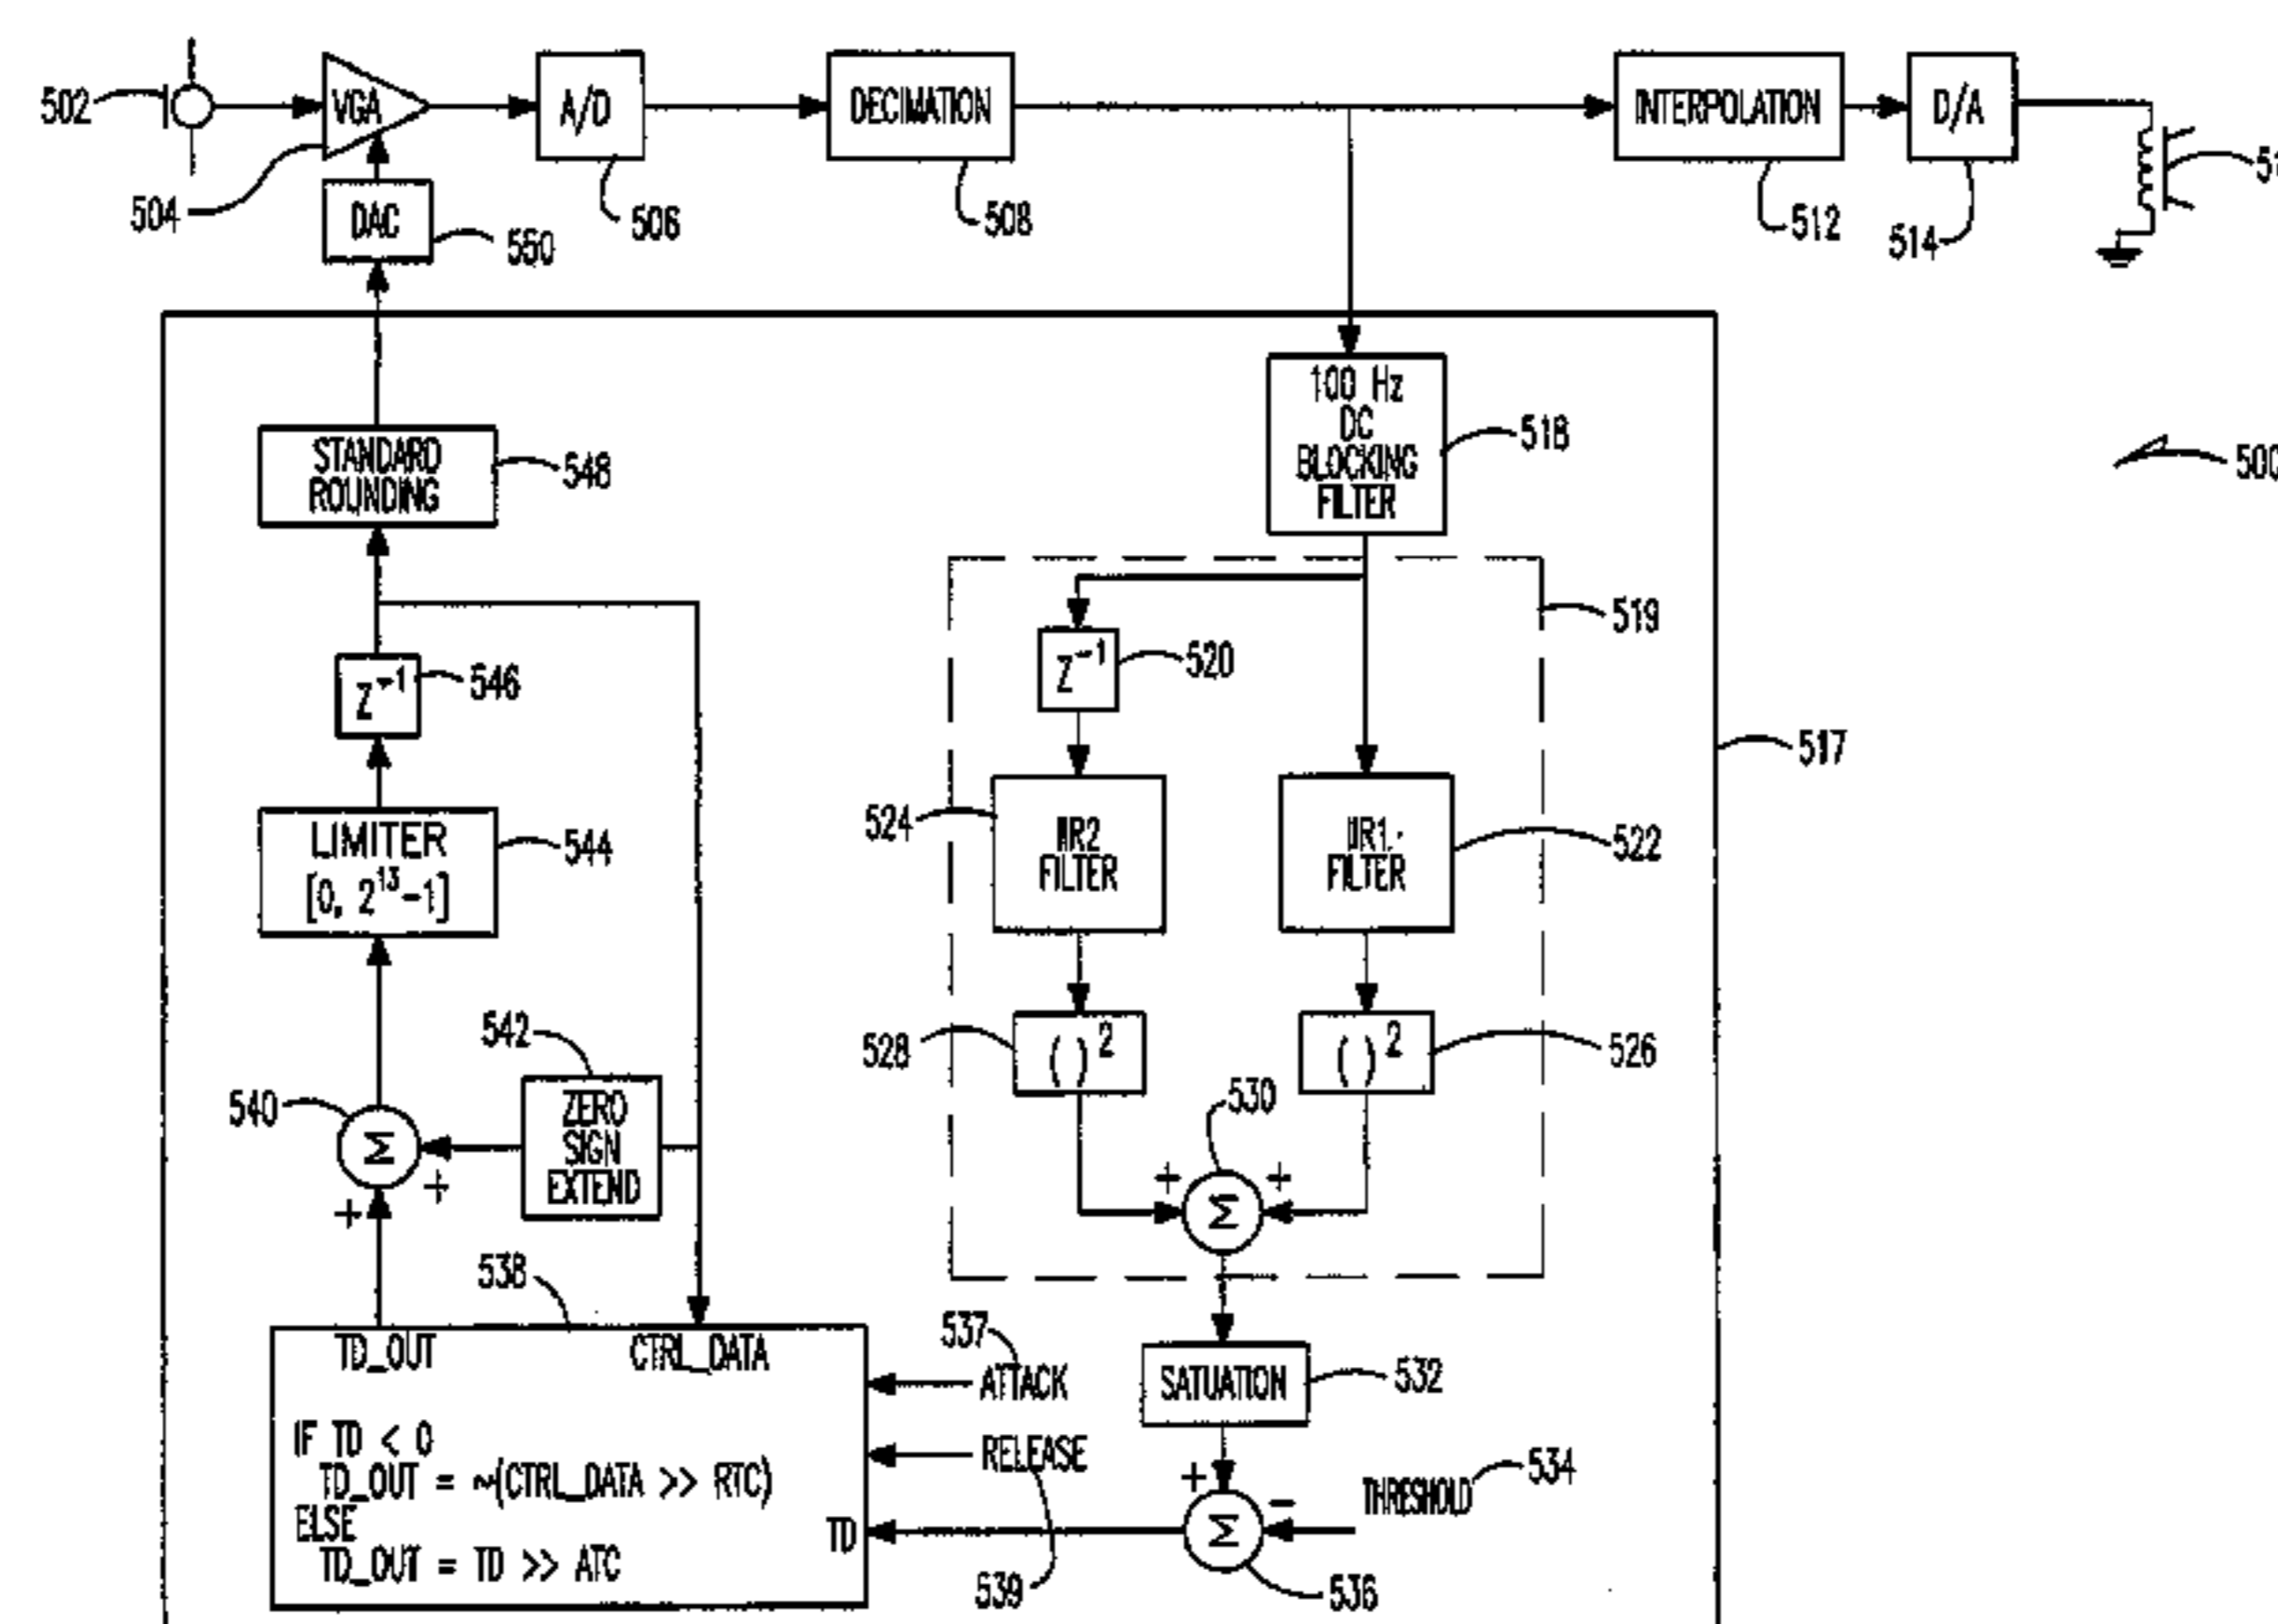 502
VGA
A/D
DECIMATION
INTERPOLATION
D/A
504
DAC
550
506
508
512
514
51
100 Hz
DC
BLOCKING
FILTER
518
500
STANDARD
ROUNDING
548
519
Z⁻¹
546
Z⁻¹
520
517
LIMITER
[0, 2¹³-1]
544
524
WR2
FILTER
FILTER
522
542
528
( )²
( )²
526
540
Σ
+
+
ZERO
SIGN
EXTEND
530
+
+
Σ
538
TD_OUT
CTRL_DATA
537
ATTACK
SATUATION
532
IF TD < 0
TD_OUT = ~(CTRL_DATA >> RTC)
ELSE
TD_OUT = TD >> ATC
RELEASE
TD
539
+
-
Σ
THRESHOLD
534
536